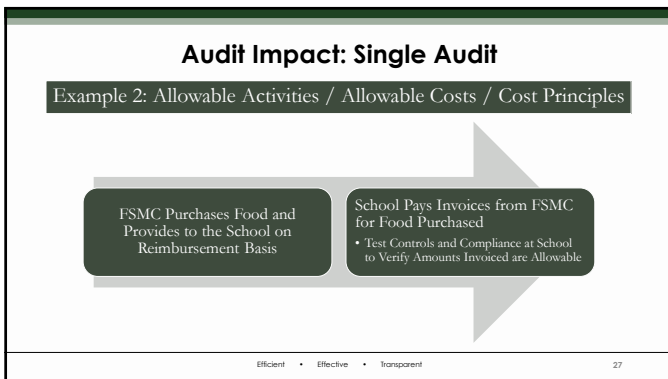 Audit Impact: Single Audit
Example 2: Allowable Activities / Allowable Costs / Cost Principles
FSMC Purchases Food and
Provides to the School on
Reimbursement Basis
School Pays Invoices from FSMC
for Food Purchased
• Test Controls and Compliance at School
to Verify Amounts Invoiced are Allowable
Efficient • Effective • Transparent
27